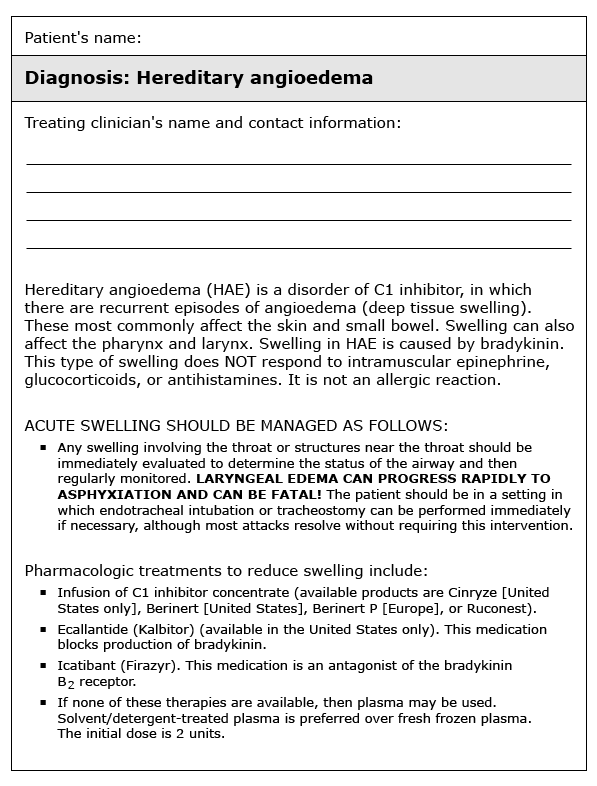 Patient's name:
Diagnosis: Hereditary angioedema
Treating clinician's name and contact information:
Hereditary angioedema (HAE) is a disorder of C1 inhibitor, in which
there are recurrent episodes of angioedema (deep tissue swelling).
These most commonly affect the skin and small bowel. Swelling can also
affect the pharynx and larynx. Swelling in HAE is caused by bradykinin.
This type of swelling does NOT respond to intramuscular epinephrine,
glucocorticoids, or antihistamines. It is not an allergic reaction.
ACUTE SWELLING SHOULD BE MANAGED AS FOLLOWS:
▪ Any swelling involving the throat or structures near the throat should be
immediately evaluated to determine the status of the airway and then
regularly monitored. LARYNGEAL EDEMA CAN PROGRESS RAPIDLY TO
ASPHYXIATION AND CAN BE FATAL! The patient should be in a setting in
which endotracheal intubation or tracheostomy can be performed immediately
if necessary, although most attacks resolve without requiring this intervention.
Pharmacologic treatments to reduce swelling include:
▪ Infusion of C1 inhibitor concentrate (available products are Cinryze [United
States only], Berinert [United States], Berinert P [Europe], or Ruconest).
▪ Ecallantide (Kalbitor) (available in the United States only). This medication
blocks production of bradykinin.
▪ Icatibant (Firazyr). This medication is an antagonist of the bradykinin
B2 receptor.
▪ If none of these therapies are available, then plasma may be used.
Solvent/detergent-treated plasma is preferred over fresh frozen plasma.
The initial dose is 2 units.